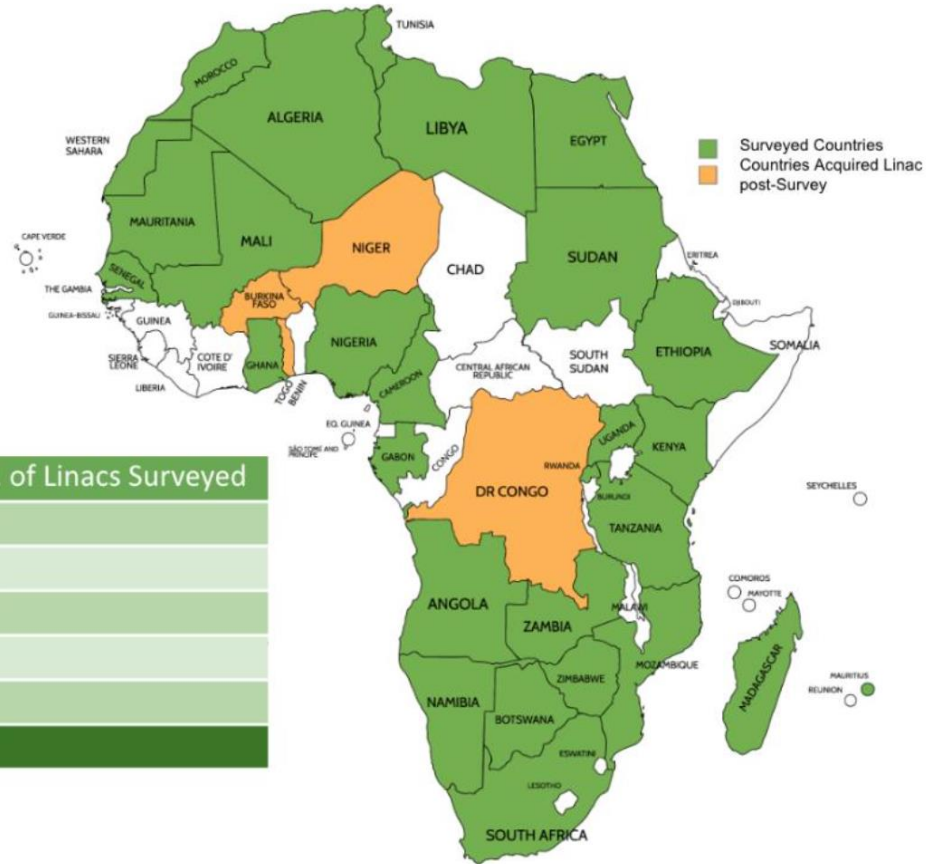 TUNISIA
MOROCCO
ALGERIA
LIBYA
EGYPT
WESTERN
SAHARA
Surveyed Countries
Countries Acquired Linac
post-Survey
MAURITANIA
MALI
NIGER
CHAD
SUDAN
ERITREA
CAPE VERDE
SENEGAL
THE GAMBIA
GUINEA-BISSAU
GUINEA
BURKINA
FASO
DJIBOUTI
NIGERIA
SIERRA
LEONE
COTE D'
IVOIRE
GHANA
LIBERIA
TOGO
BENIN
CAMEROON
CENTRAL AFRICAN
REPUBLIC
SOUTH
SUDAN
ETHIOPIA
SOMALIA
EQ. GUINEA
SÃO TOMÉ AND
PRINCIPE
GABON
CONGO
UGANDA
KENYA
RWANDA
DR CONGO
BURUNDI
SEYCHELLES
of Linacs Surveyed
TANZANIA
COMOROS
MAYOTTE
ANGOLA
MALAWI
ZAMBIA
MOZAMBIQUE
MADAGASCAR
MAURITIUS
REUNION
ZIMBABWE
NAMIBIA
BOTSWANA
ESWATINI
LESOTHO
SOUTH AFRICA